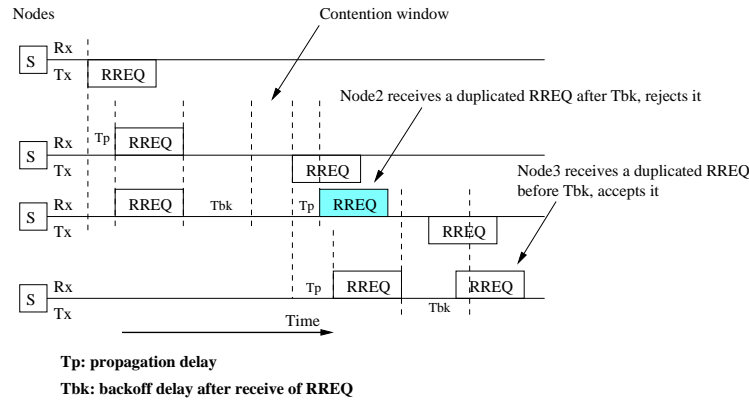 Nodes
Contention window
Rx
S
Tx
RREQ
Node2 receives a duplicated RREQ after Tbk, rejects it
Tp
RREQ
Rx
S
Tx
RREQ
Node3 receives a duplicated RREQ
before Tbk, accepts it
Rx
S
Tx
RREQ
Tbk
Tp
RREQ
RREQ
Rx
S
Tx
Tp
RREQ
RREQ
Tbk
Time
Tp: propagation delay
Tbk: backoff delay after receive of RREQ